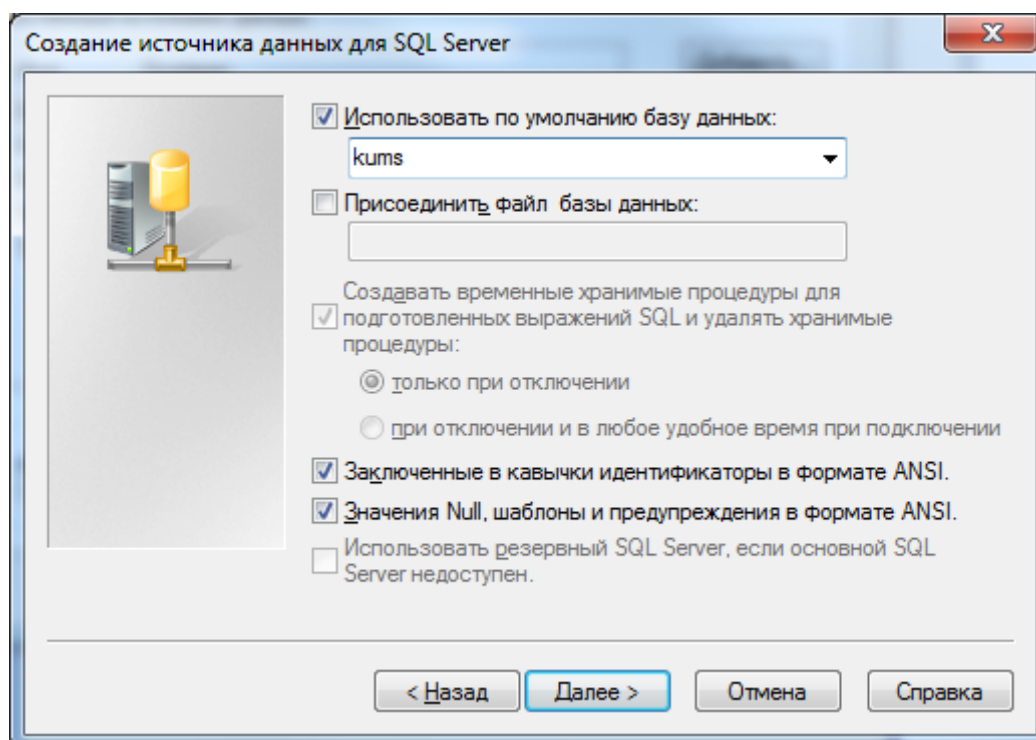 Создание источника данных для SQL Server
Использовать по умолчанию базу данных:
kums
Присоединить файл базы данных:
Создавать временные хранимые процедуры для
подготовленных выражений SQL и удалять хранимые
процедуры:
только при отключении
при отключении и в любое удобное время при подключении
Заключенные в кавычки идентификаторы в формате ANSI.
Значения Null, шаблоны и предупреждения в формате ANSI.
Использовать резервный SQL Server, если основной SQL
Server недоступен.
< Назад
Далее >
Отмена
Справка